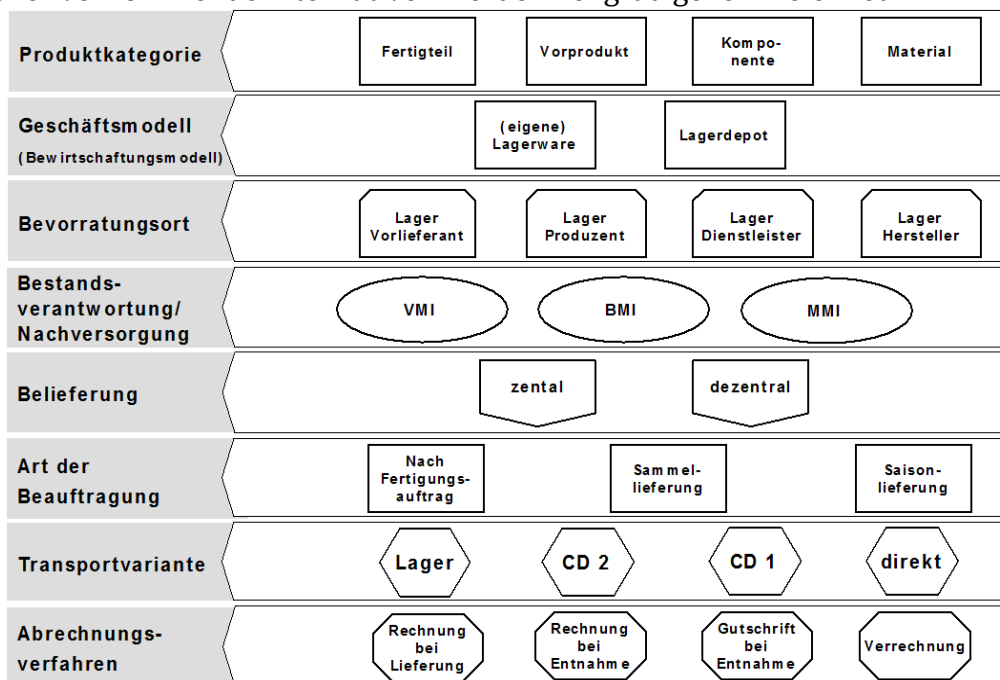 Produktkategorie
Fertigteil
Vorprodukt
Kompo-
nente
Material
Geschäftsmodell
(Bewirtschaftungsmodell)
(eigene)
Lagerware
Lagerdepot
Bevorratungsort
Lager
Vorlieferant
Lager
Produzent
Lager
Dienstleister
Lager
Hersteller
Bestands-
verantwortung/
Nachversorgung
VMI
BMI
MMI
Belieferung
zental
dezentral
Art der
Beauftragung
Nach
Fertigungs-
auftrag
Sammel-
lieferung
Saison-
lieferung
Transportvariante
Lager
CD 2
CD 1
direkt
Abrechnungs-
verfahren
Rechnung
bei
Lieferung
Rechnung
bei
Entnahme
Gutschrift
bei
Entnahme
Verrechnung